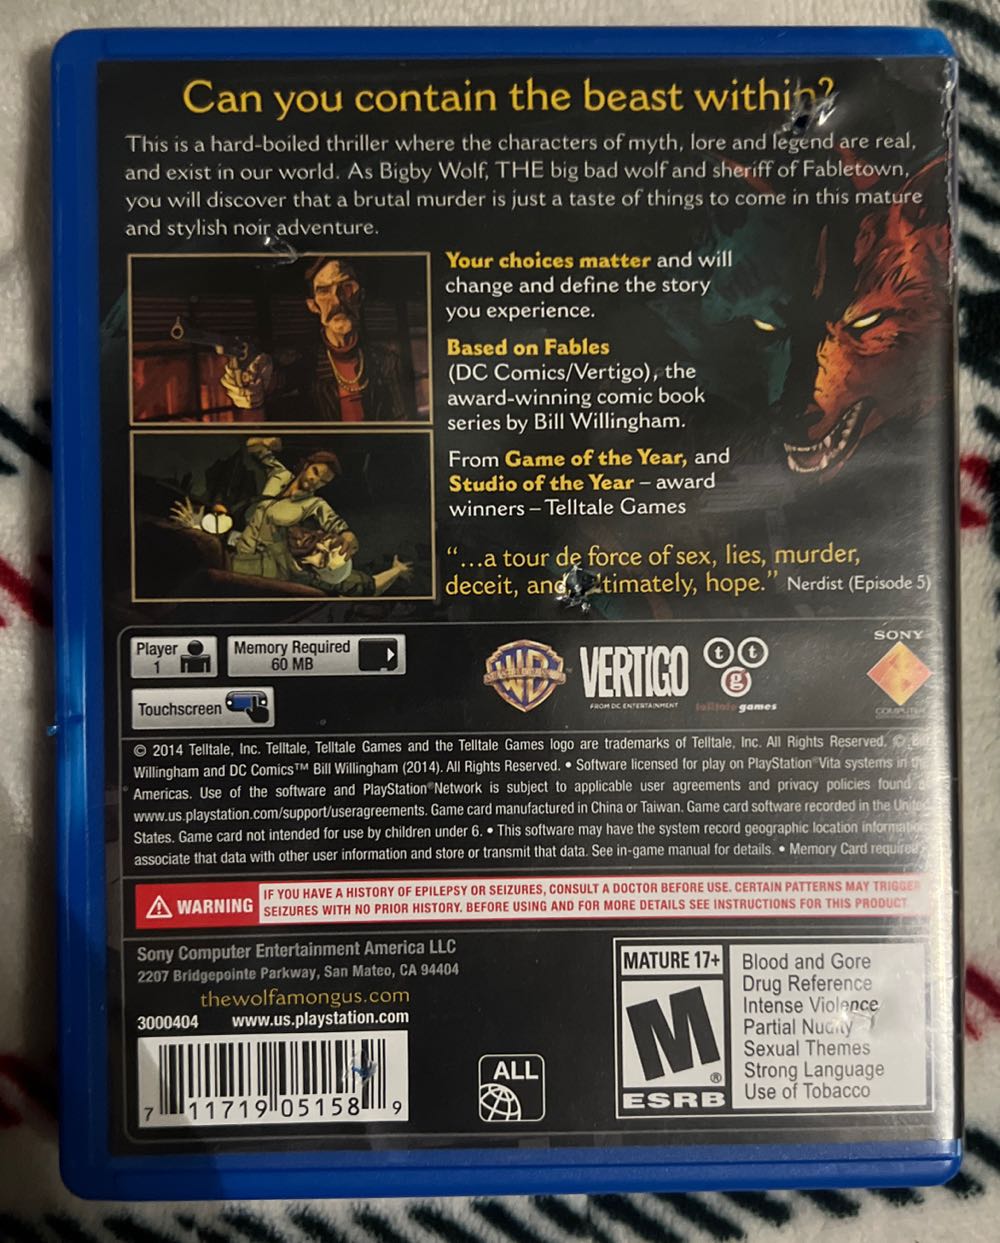 Can you contain the beast within?
This is a hard-boiled thriller where the characters of myth, lore and legend are real,
and exist in our world. As Bigby Wolf, THE big bad wolf and sheriff of Fabletown,
you will discover that a brutal murder is just a taste of things to come in this mature
and stylish noir adventure.
Your choices matter and will
change and define the story
you experience.
Based on Fables
(DC Comics/Vertigo), the
award-winning comic book
series by Bill Willingham.
From Game of the Year, and
Studio of the Year – award
winners – Telltale Games
“...a tour de force of sex, lies, murder,
deceit, and ultimately, hope.” Nerdist (Episode 5)
Player
1
Memory Required
60 MB
Touchscreen
WB
VERTIGO
FROM DC ENTERTAINMENT
t t
g
telltale games
SONY
COMPUTER
© 2014 Telltale, Inc. Telltale, Telltale Games and the Telltale Games logo are trademarks of Telltale, Inc. All Rights Reserved. © Bill
Willingham and DC Comics™ Bill Willingham (2014). All Rights Reserved. • Software licensed for play on PlayStation®Vita systems in the
Americas. Use of the software and PlayStation®Network is subject to applicable user agreements and privacy policies found at
www.us.playstation.com/support/useragreements. Game card manufactured in China or Taiwan. Game card software recorded in the United
States. Game card not intended for use by children under 6. • This software may have the system record geographic location information,
associate that data with other user information and store or transmit that data. See in-game manual for details. • Memory Card required
WARNING
IF YOU HAVE A HISTORY OF EPILEPSY OR SEIZURES, CONSULT A DOCTOR BEFORE USE. CERTAIN PATTERNS MAY TRIGGER
SEIZURES WITH NO PRIOR HISTORY. BEFORE USING AND FOR MORE DETAILS SEE INSTRUCTIONS FOR THIS PRODUCT
Sony Computer Entertainment America LLC
2207 Bridgepointe Parkway, San Mateo, CA 94404
thewolfamongus.com
3000404 www.us.playstation.com
7 11719 05158 9
ALL
MATURE 17+
M
®
ESRB
Blood and Gore
Drug Reference
Intense Violence
Partial Nudity
Sexual Themes
Strong Language
Use of Tobacco